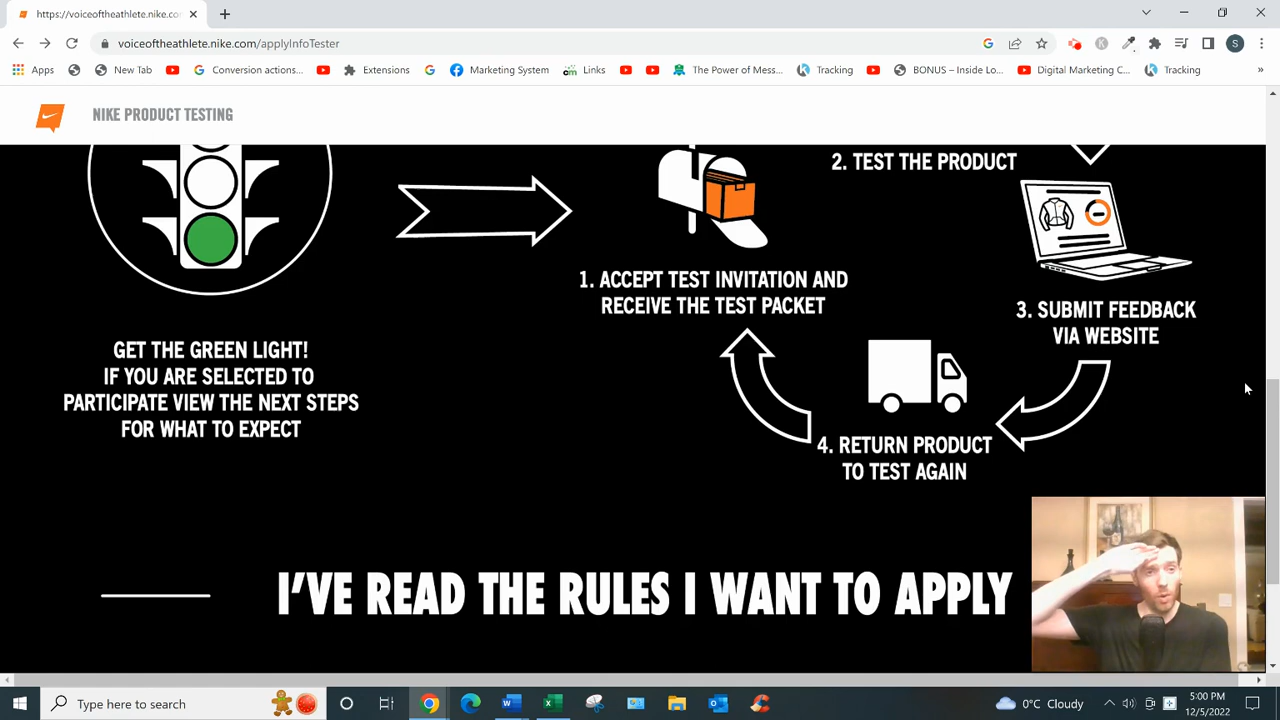 https://voiceoftheathlete.nike.co
voiceoftheathlete.nike.com/applyInfoTester
Apps
New Tab
Conversion actions...
Extensions
Marketing System
Links
The Power of Mess...
Tracking
BONUS – Inside Lo...
Digital Marketing C...
Tracking
NIKE PRODUCT TESTING
2. TEST THE PRODUCT
1. ACCEPT TEST INVITATION AND
RECEIVE THE TEST PACKET
3. SUBMIT FEEDBACK
VIA WEBSITE
GET THE GREEN LIGHT!
IF YOU ARE SELECTED TO
PARTICIPATE VIEW THE NEXT STEPS
FOR WHAT TO EXPECT
4. RETURN PRODUCT
TO TEST AGAIN
I'VE READ THE RULES I WANT TO APPLY
Type here to search
0°C Cloudy
5:00 PM
12/5/2022